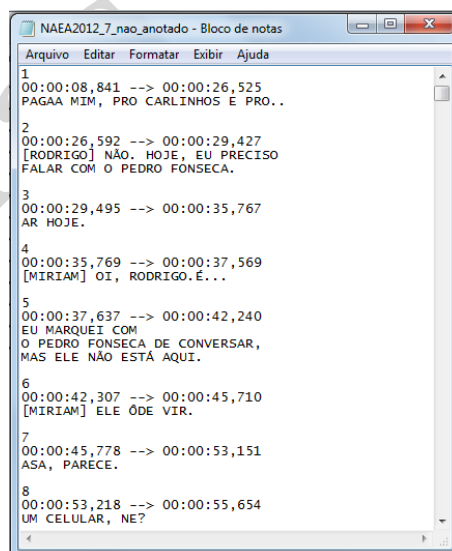 NAEA2012_7_nao_anotado - Bloco de notas
Arquivo Editar Formatar Exibir Ajuda
1
00:00:08,841 --> 00:00:26,525
PAGAA MIM, PRO CARLINHOS E PRO..
2
00:00:26,592 --> 00:00:29,427
[RODRIGO] NÃO. HOJE, EU PRECISO
FALAR COM O PEDRO FONSECA.
3
00:00:29,495 --> 00:00:35,767
AR HOJE.
4
00:00:35,769 --> 00:00:37,569
[MIRIAM] OI, RODRIGO.É...
5
00:00:37,637 --> 00:00:42,240
EU MARQUEI COM
O PEDRO FONSECA DE CONVERSAR,
MAS ELE NÃO ESTÁ AQUI.
6
00:00:42,307 --> 00:00:45,710
[MIRIAM] ELE ÔDE VIR.
7
00:00:45,778 --> 00:00:53,151
ASA, PARECE.
8
00:00:53,218 --> 00:00:55,654
UM CELULAR, NE?